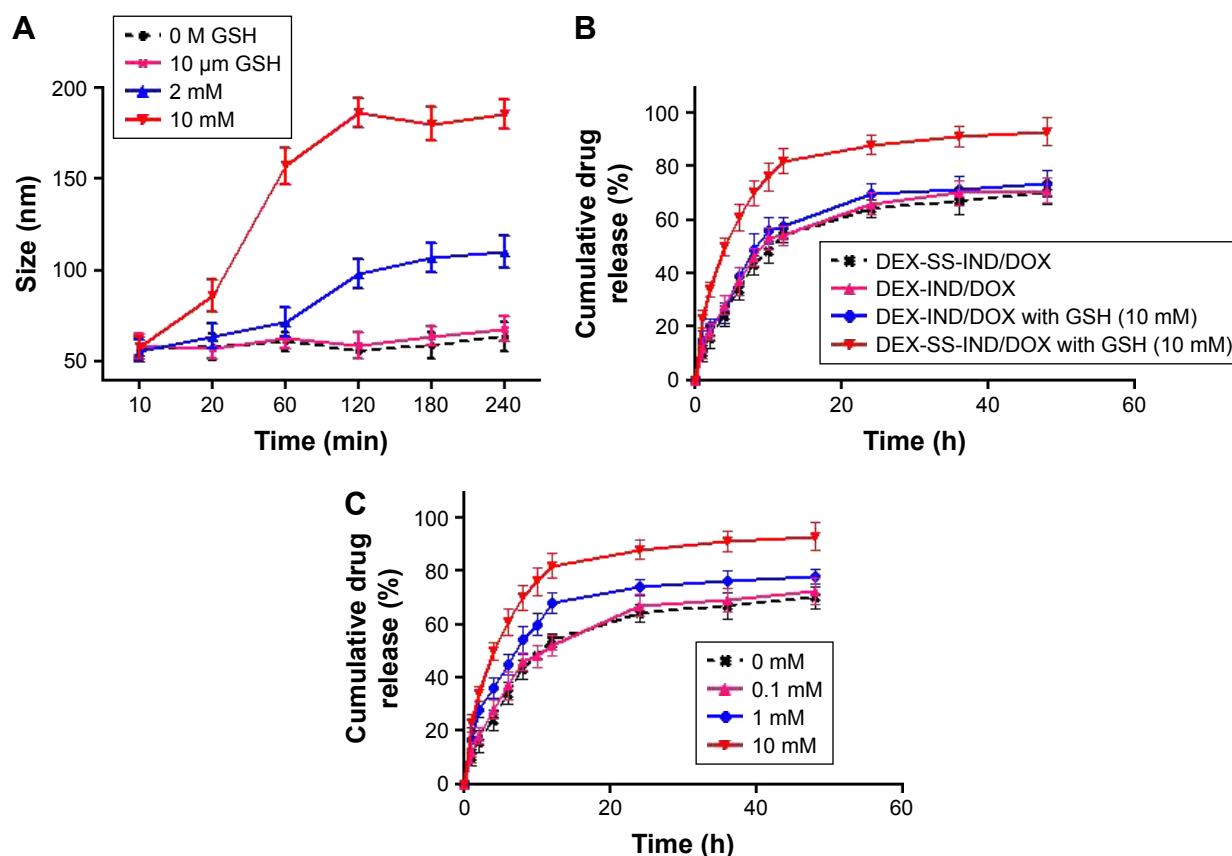 A
0 M GSH
10 µm GSH
2 mM
10 mM
200
150
100
50
Size (nm)
10 20 60 120 180 240
Time (min)
B
100
80
60
40
20
0
Cumulative drug
release (%)
DEX-SS-IND/DOX
DEX-IND/DOX
DEX-IND/DOX with GSH (10 mM)
DEX-SS-IND/DOX with GSH (10 mM)
0 20 40 60
Time (h)
C
100
80
60
40
20
0
Cumulative drug
release (%)
0 mM
0.1 mM
1 mM
10 mM
0 20 40 60
Time (h)